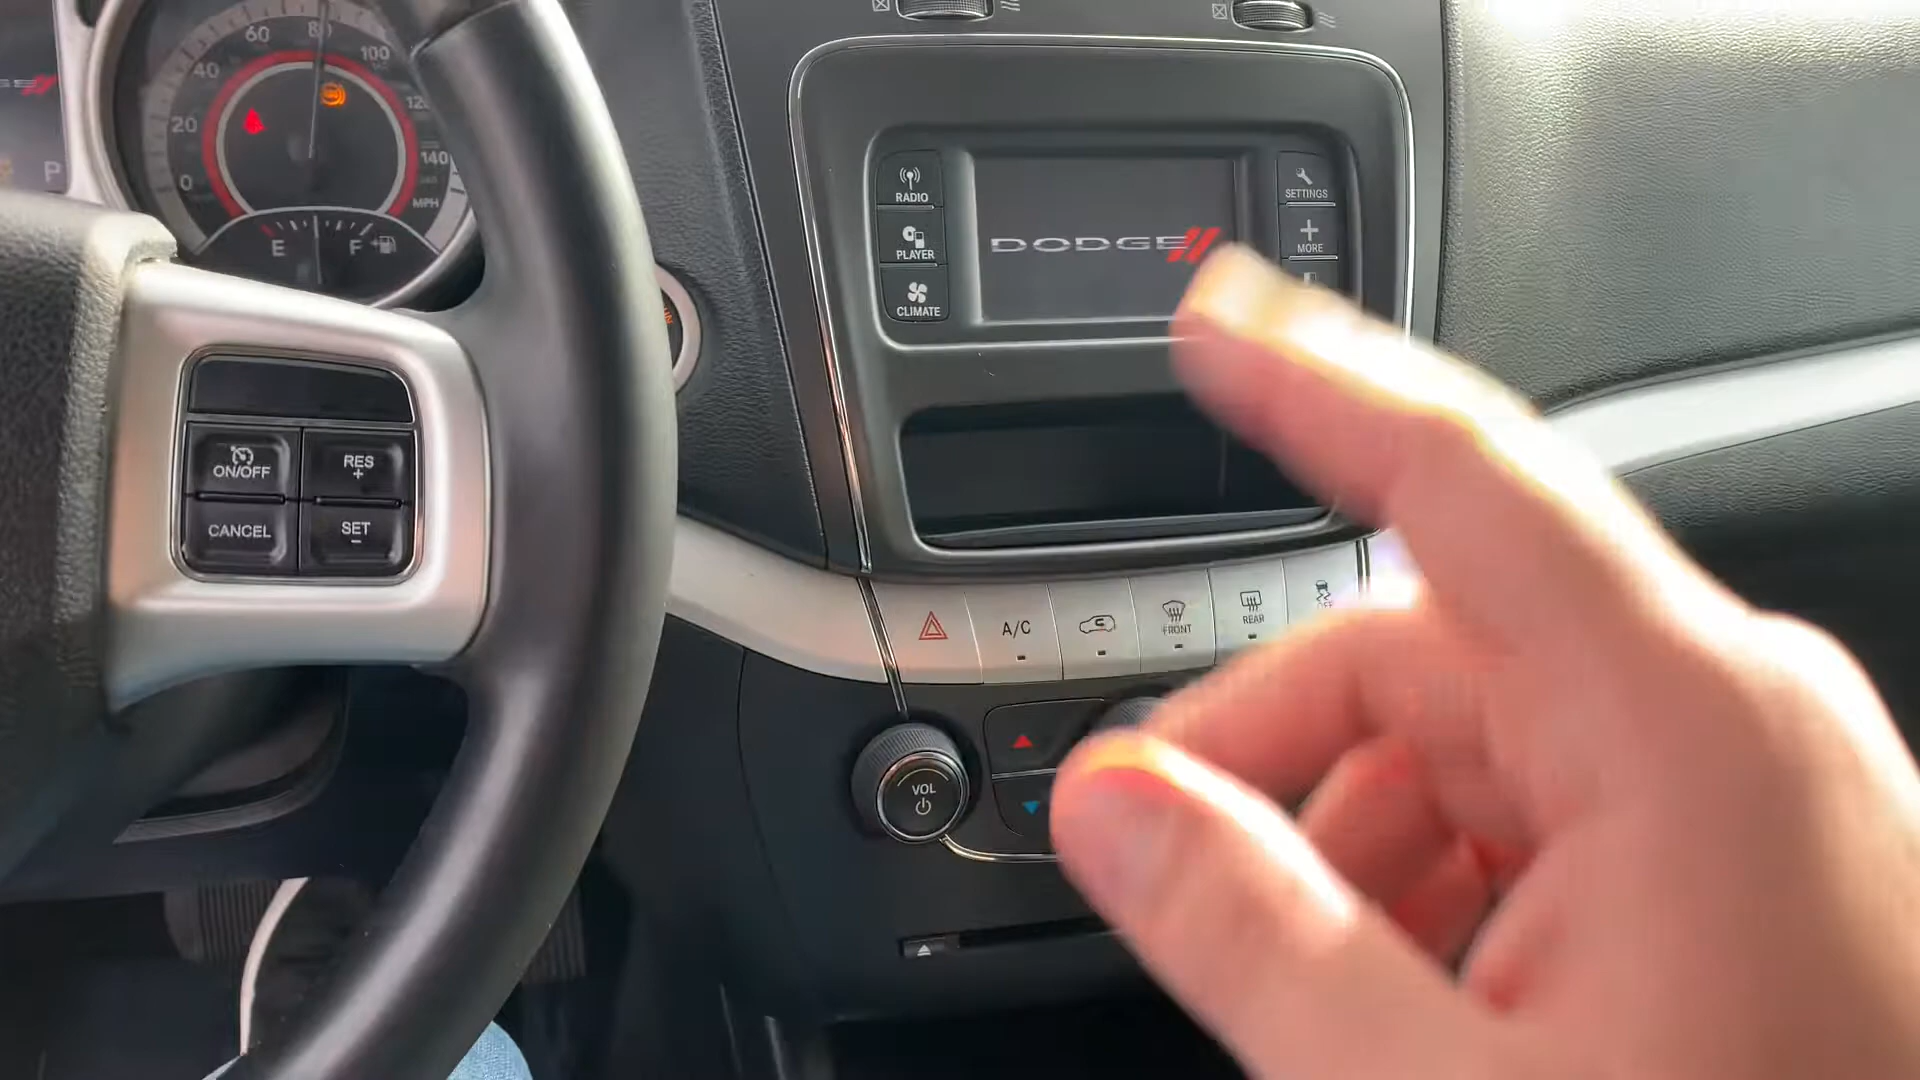 60
80
100
40
120
20
140
0
MPH
P
E
F
RADIO
PLAYER
CLIMATE
DODGE
SETTINGS
MORE
ON/OFF
RES
+
CANCEL
SET
-
A/C
FRONT
REAR
OFF
VOL